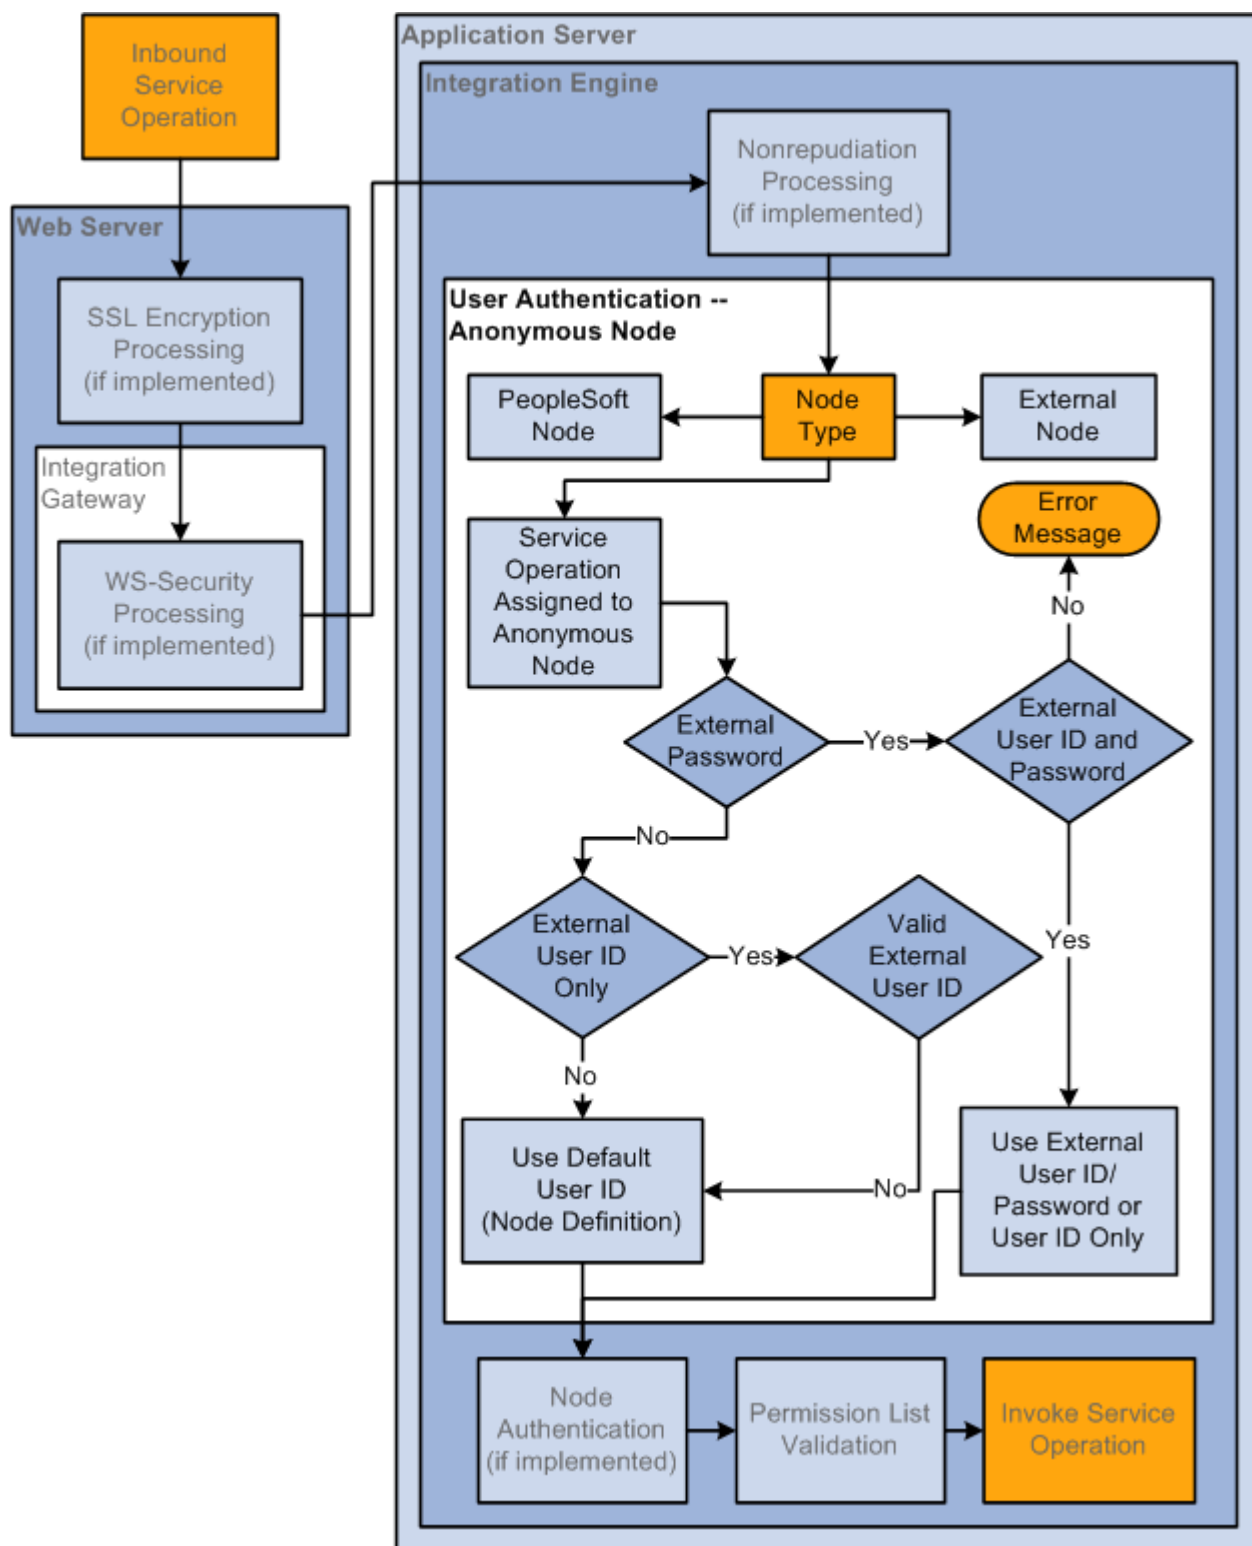 Inbound
Service
Operation
Web Server
SSL Encryption
Processing
(if implemented)
Integration
Gateway
WS-Security
Processing
(if implemented)
Application Server
Integration Engine
Nonrepudiation
Processing
(if implemented)
User Authentication --
Anonymous Node
PeopleSoft
Node
Node
Type
External
Node
Error
Message
Service
Operation
Assigned to
Anonymous
Node
No
External
Password
Yes
External
User ID and
Password
No
External
User ID
Only
Yes
Valid
External
User ID
Yes
No
Use Default
User ID
(Node Definition)
No
Use External
User ID/
Password or
User ID Only
Node
Authentication
(if implemented)
Permission List
Validation
Invoke Service
Operation